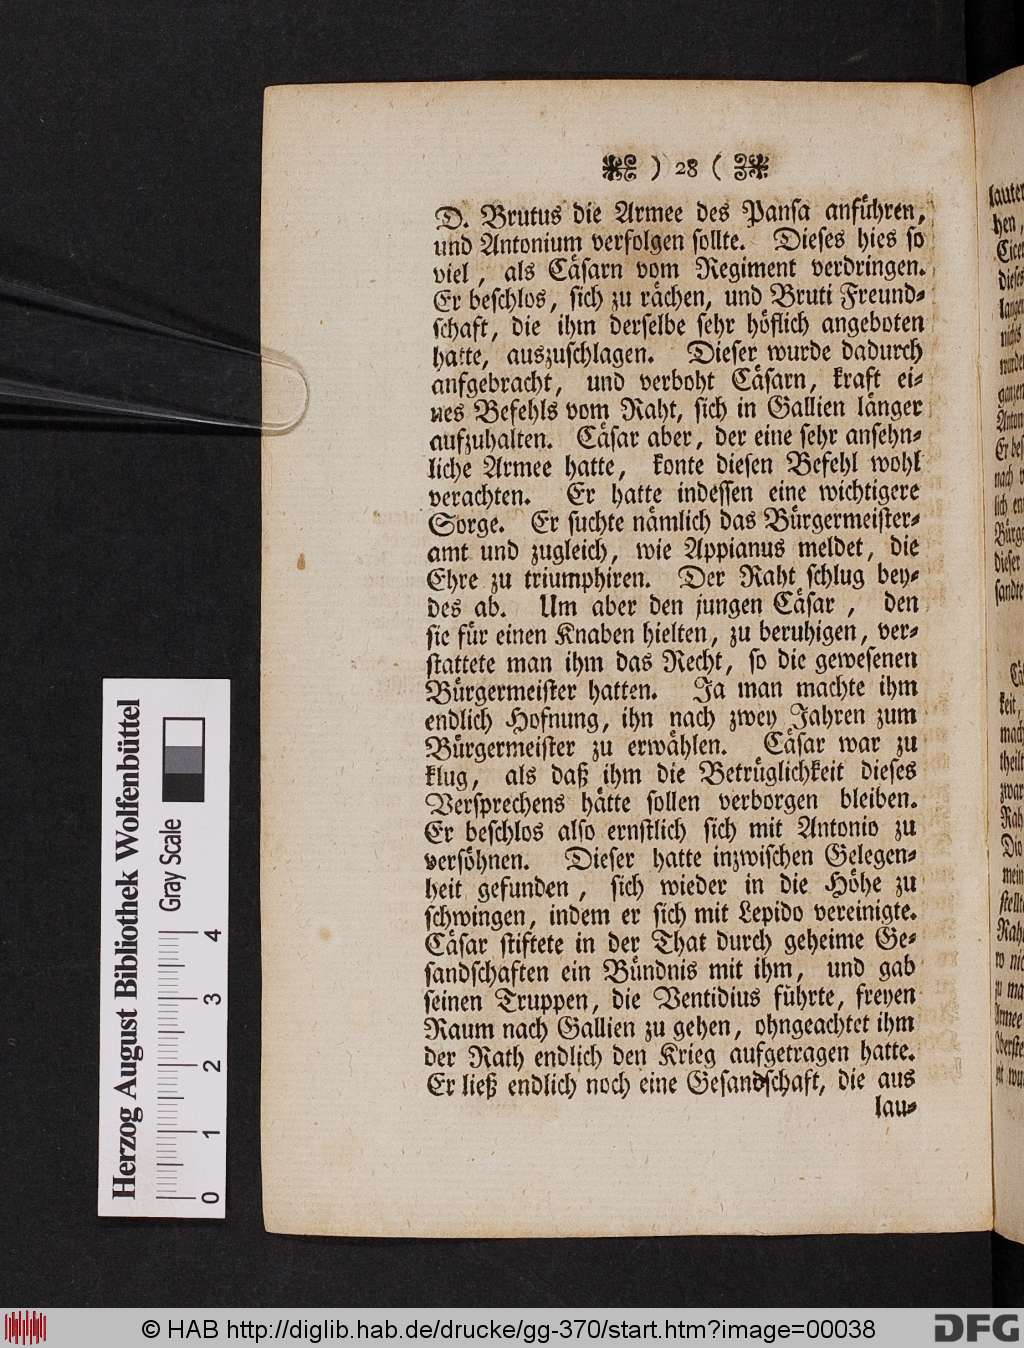 ) 28 (
D. Brutus die Armee des Pansa anführen,
und Antonium verfolgen sollte. Dieses hies so
viel, als Cäsarn vom Regiment verdringen.
Er beschlos, sich zu rächen, und Bruti Freund-
schaft, die ihm derselbe sehr höflich angeboten
hatte, auszuschlagen. Dieser wurde dadurch
aufgebracht, und verboht Cäsarn, kraft ei-
nes Befehls vom Raht, sich in Gallien länger
aufzuhalten. Cäsar aber, der eine sehr ansehn-
liche Armee hatte, konte diesen Befehl wohl
verachten. Er hatte indessen eine wichtigere
Sorge. Er suchte nämlich das Bürgermeister-
amt und zugleich, wie Appianus meldet, die
Ehre zu triumphiren. Der Raht schlug bey-
des ab. Um aber den jungen Cäsar, den
sie für einen Knaben hielten, zu beruhigen, ver-
stattete man ihm das Recht, so die gewesenen
Bürgermeister hatten. Ja man machte ihm
endlich Hofnung, ihn nach zwey Jahren zum
Bürgermeister zu erwählen. Cäsar war zu
klug, als daß ihm die Betrüglichkeit dieses
Versprechens hätte sollen verborgen bleiben.
Er beschlos also ernstlich sich mit Antonio zu
versöhnen. Dieser hatte inzwischen Gelegen-
heit gefunden, sich wieder in die Höhe zu
schwingen, indem er sich mit Lepido vereinigte.
Cäsar stiftete in der That durch geheime Ge-
sandschaften ein Bündnis mit ihm, und gab
seinen Truppen, die Ventidius führte, freyen
Raum nach Gallien zu gehen, ohngeachtet ihm
der Rath endlich den Krieg aufgetragen hatte.
Er ließ endlich noch eine Gesandschaft, die aus
lau-
Herzog August Bibliothek Wolfenbüttel
Gray Scale
0 1 2 3 4
© HAB http://diglib.hab.de/drucke/gg-370/start.htm?image=00038
DFG